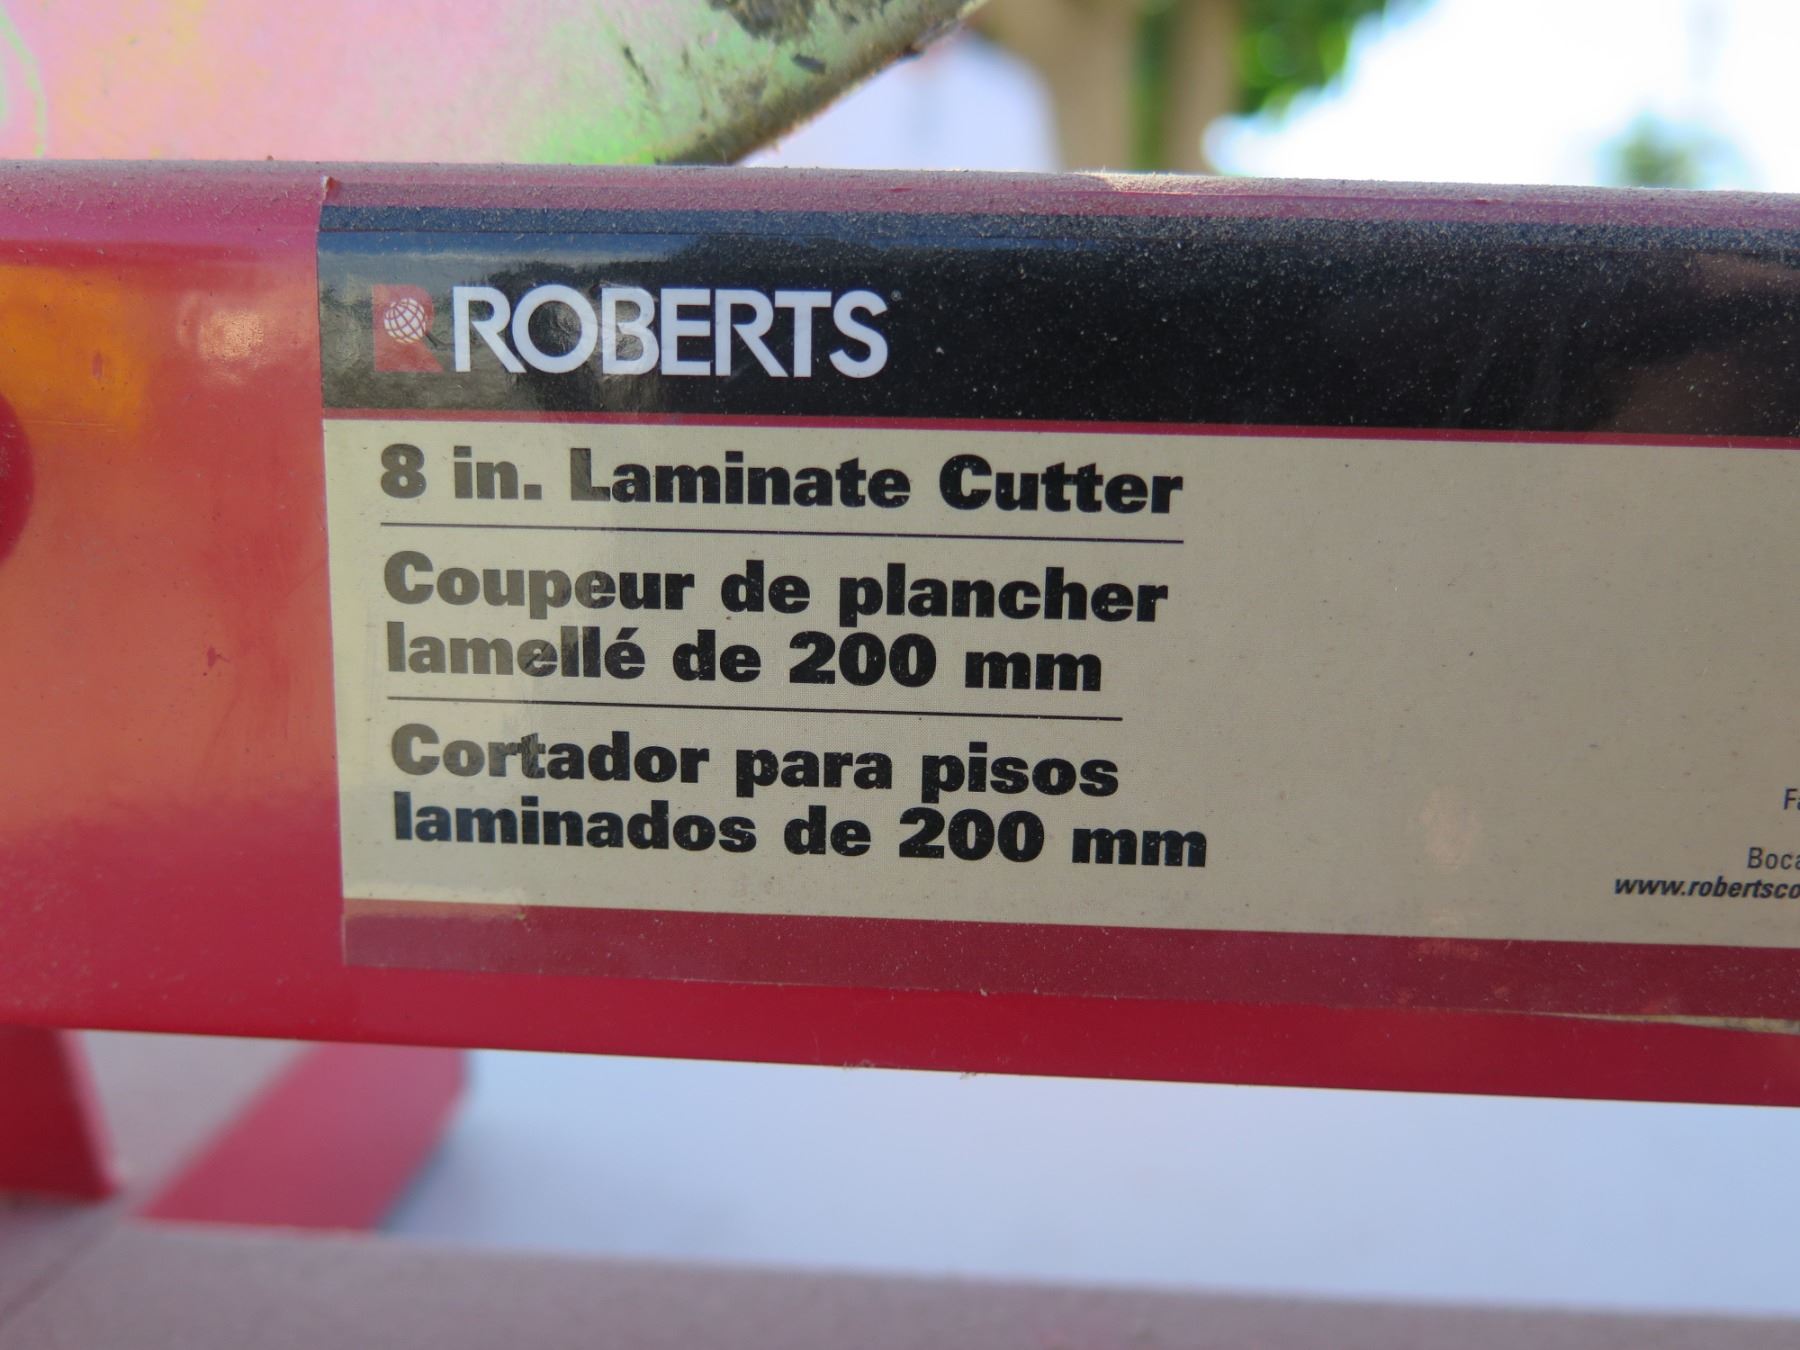 ROBERTS
8 in. Laminate Cutter
Coupeur de plancher
lamellé de 200 mm
Cortador para pisos
laminados de 200 mm